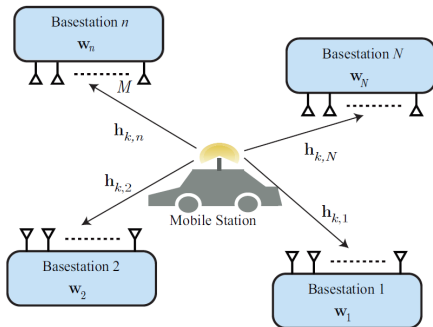 Basestation n
w_n
M
Basestation N
w_N
h_{k,n}
h_{k,N}
h_{k,2}
h_{k,1}
Mobile Station
Basestation 2
w_2
Basestation 1
w_1